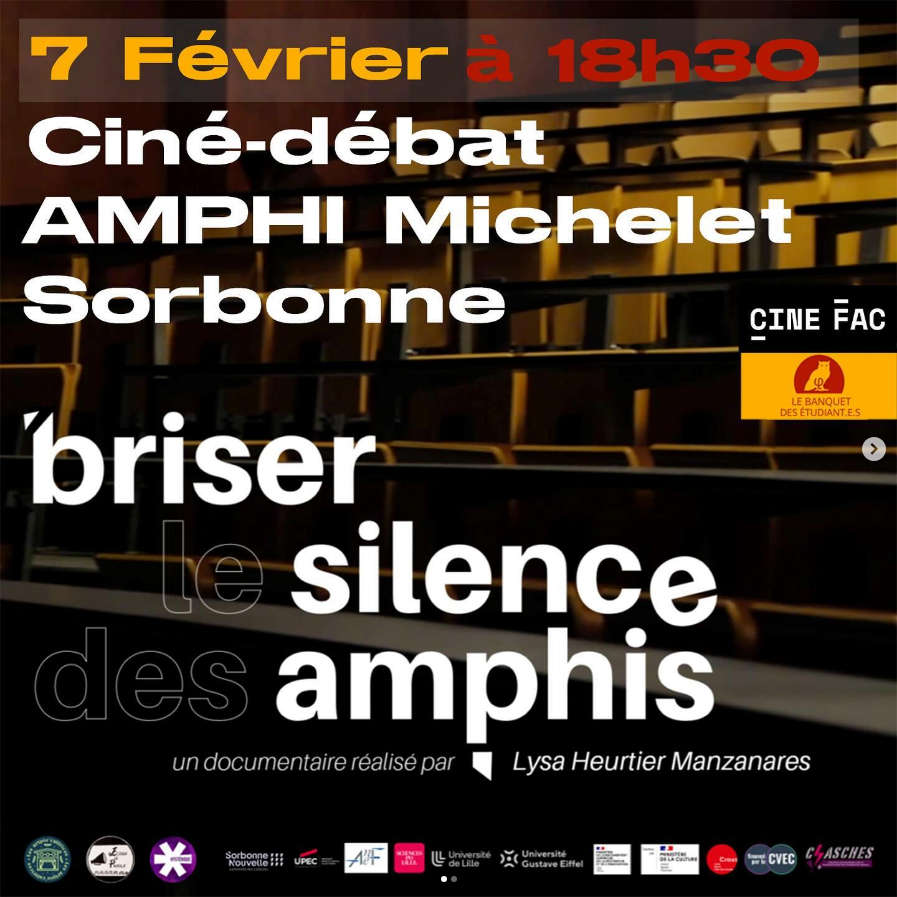 7 Février à 18h30
Ciné-débat
AMPHI Michelet
Sorbonne
CINE FAC
LE BANQUET
DES ÉTUDIANT.E.S
briser
le silence
des amphis
un documentaire réalisé par Lysa Heurtier Manzanares
Sorbonne
Nouvelle
UPEC
Université
de Lille
Université
Gustave Eiffel
MINISTÈRE
DE LA CULTURE
Crous
CVEC
CLASCHES